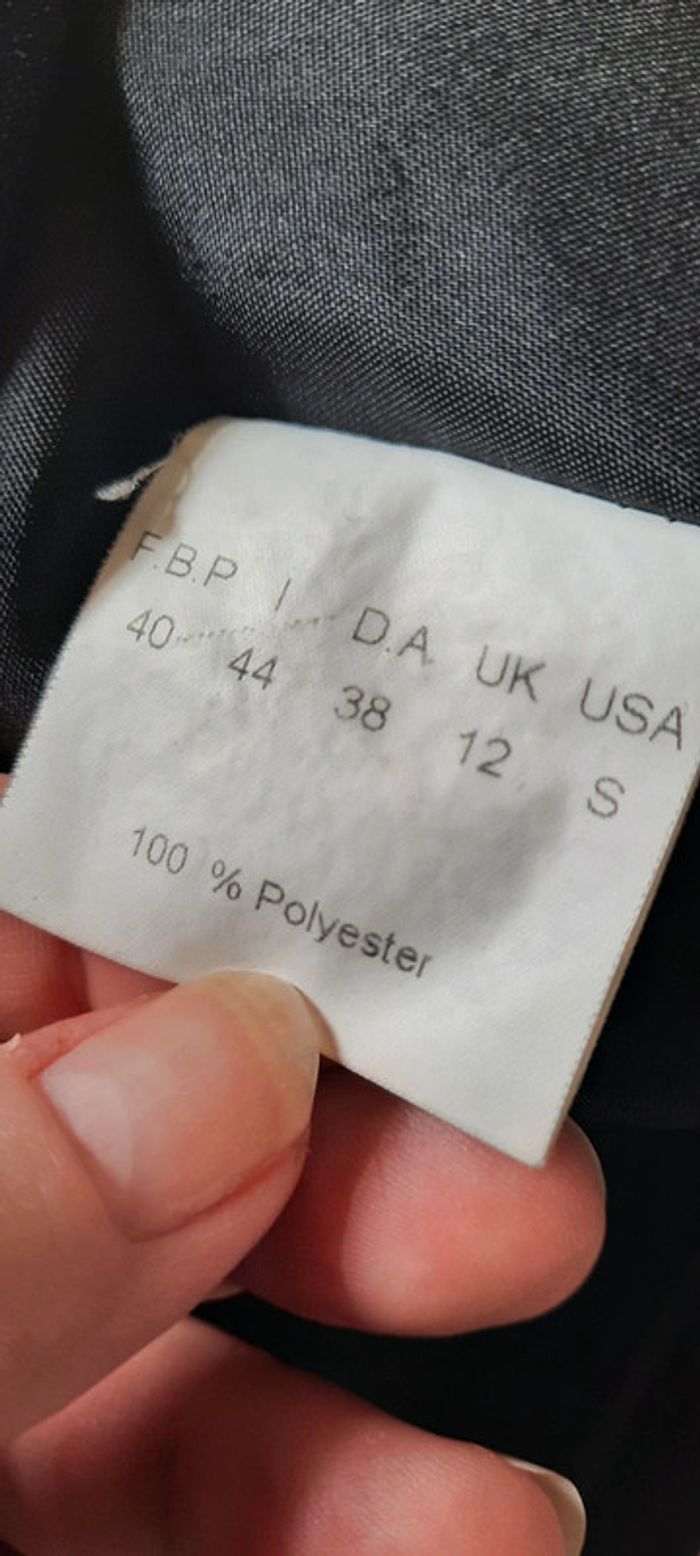 F.B.P I D.A. UK USA
40 44 38 12 S
100 % Polyester